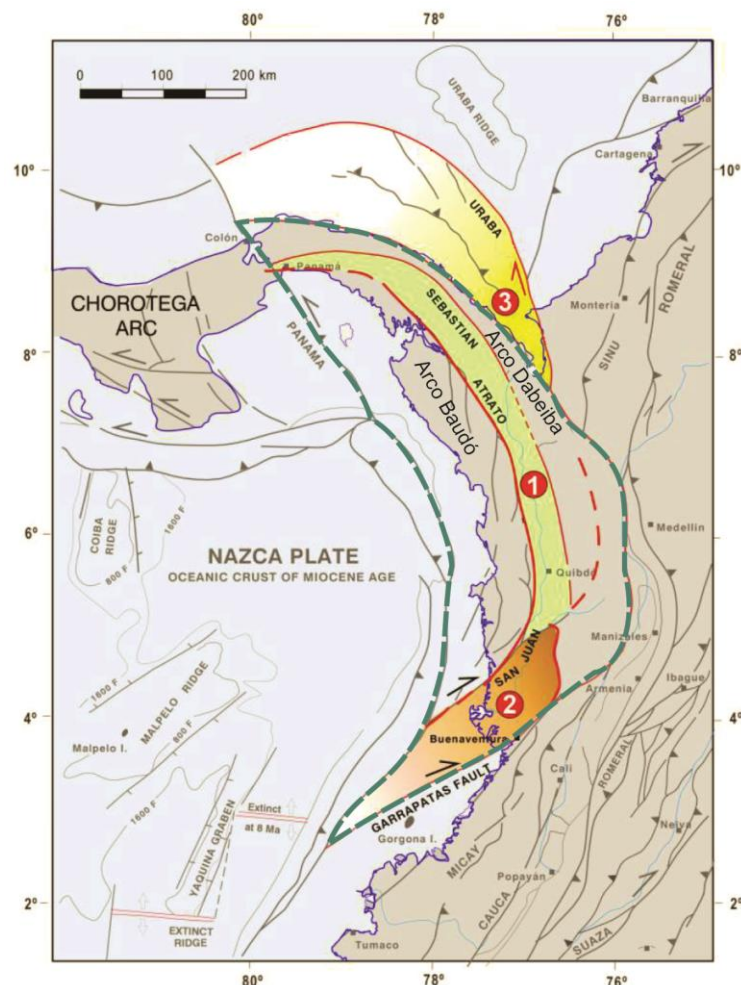 80°
78°
76°
0 100 200 km
URABA RIDGE
Barranquilla
Cartagena
10°
10°
URABA
Colón
Panamá
CHOROTEGA
ARC
PANAMA
SEBASTIAN
ATRATO
3
Arco Dabeiba
Monteria
SINU
ROMERAL
8°
8°
Arco Baudó
1
COIBA
RIDGE
1600 F
800 F
6°
6°
NAZCA PLATE
OCEANIC CRUST OF MIOCENE AGE
Medellin
Quibdó
SAN JUAN
Manizales
1600 F
MALPELO RIDGE
800 F
Malpelo I.
Ibague
Armenia
4°
4°
2
Buenaventura
GARRAPATAS FAULT
Cali
ROMERAL
1600 F
YAQUINA GRABEN
Extinct
at 8 Ma
Gorgona I.
Neiva
MICAY
Popayán
CAUCA
SUAZA
2°
2°
EXTINCT
RIDGE
Tumaco
80°
78°
76°